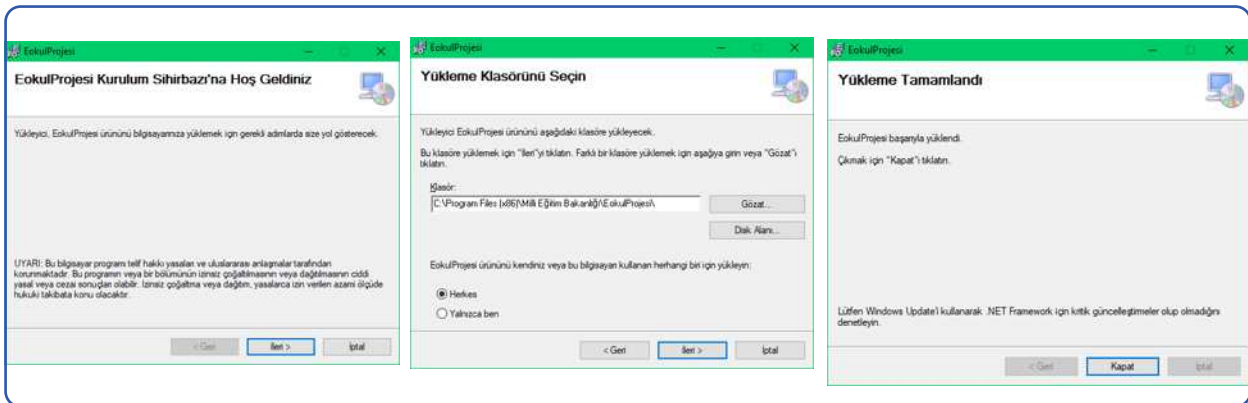 EokulProjesi
EokulProjesi Kurulum Sihirbazı'na Hoş Geldiniz
Yükleyici, EokulProjesi ürününü bilgisayarınıza yüklemek için gerekli adımlarda size yol gösterecek.
UYARI: Bu bilgisayar programı telif hakkı yasaları ve uluslararası anlaşmalar tarafından
korunmaktadır. Bu programın veya bir bölümünün izinsiz çoğaltılmasının veya dağıtılmasının ciddi
yasal veya cezai sonuçları olabilir. İzinsiz çoğaltma veya dağıtım, yasalarca izin verilen azami ölçüde
hukuki takibata konu olacaktır.
< Geri İleri > İptal
EokulProjesi
Yükleme Klasörünü Seçin
Yükleyici EokulProjesi ürününü aşağıdaki klasöre yükleyecek.
Bu klasöre yüklemek için "İleri"yi tıklatın. Farklı bir klasöre yüklemek için aşağıya girin veya "Gözat"ı
tıklatın.
Klasör:
C:\Program Files (x86)\Milli Eğitim Bakanlığı\EokulProjesi\ Gözat...
Disk Alanı...
EokulProjesi ürününü kendiniz veya bu bilgisayarı kullanan herhangi biri için yükleyin:
Herkes
Yalnızca ben
< Geri İleri > İptal
EokulProjesi
Yükleme Tamamlandı
EokulProjesi başarıyla yüklendi.
Çıkmak için "Kapat"ı tıklatın.
Lütfen Windows Update'i kullanarak .NET Framework için kritik güncelleştirmeler olup olmadığını
denetleyin.
< Geri Kapat İptal